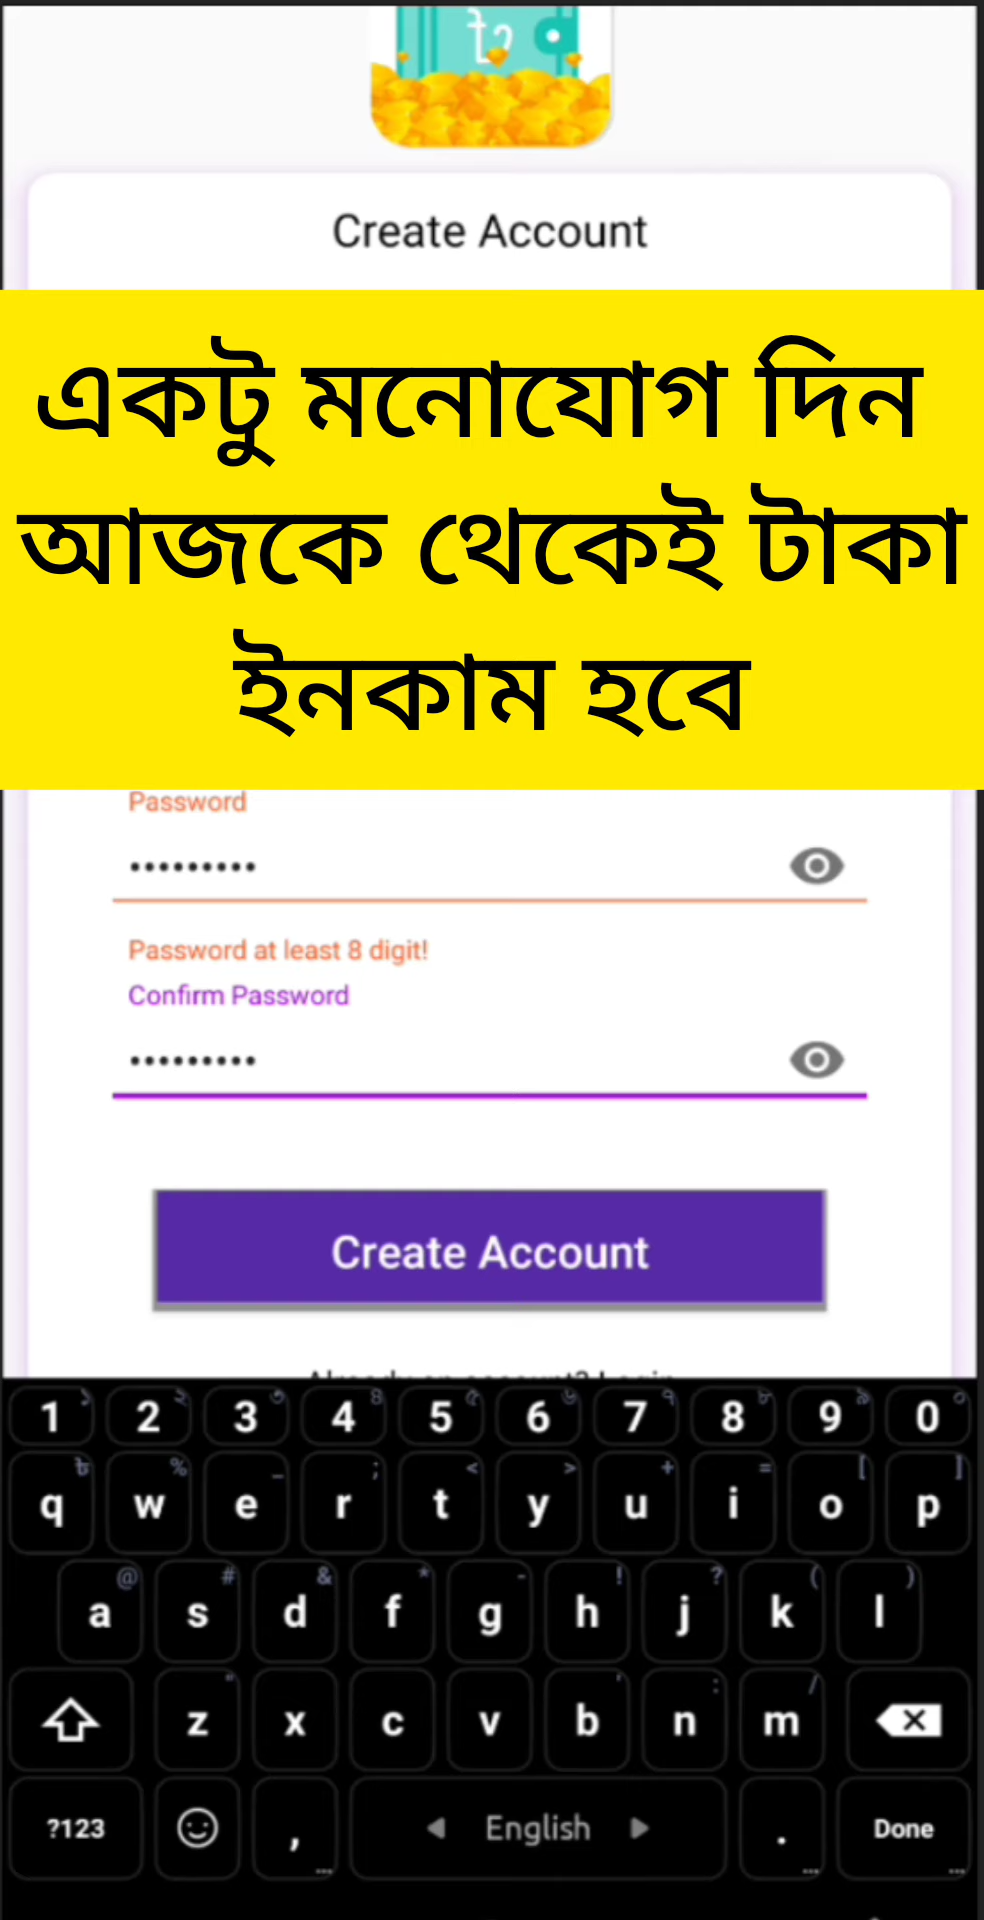 Create Account
একটু মনোযোগ দিন
আজকে থেকেই টাকা
ইনকাম হবে
Password
•••••••••
Password at least 8 digit!
Confirm Password
•••••••••
Create Account
1 2 3 4 5 6 7 8 9 0
q w e r t y u i o p
a s d f g h j k l
z x c v b n m
?123 , English . Done